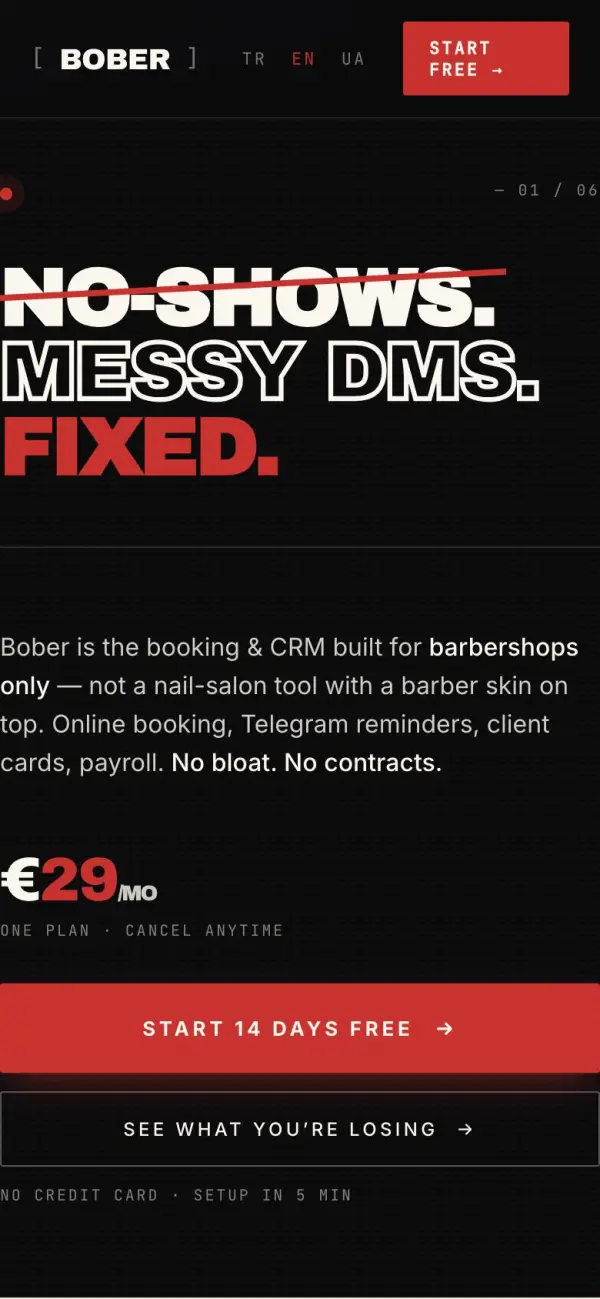 [ BOBER ] TR EN UA START FREE →
— 01 / 06
NO-SHOWS.
MESSY DMS.
FIXED.
Bober is the booking & CRM built for barbershops
only — not a nail-salon tool with a barber skin on
top. Online booking, Telegram reminders, client
cards, payroll. No bloat. No contracts.
€29/MO
ONE PLAN · CANCEL ANYTIME
START 14 DAYS FREE →
SEE WHAT YOU’RE LOSING →
NO CREDIT CARD · SETUP IN 5 MIN